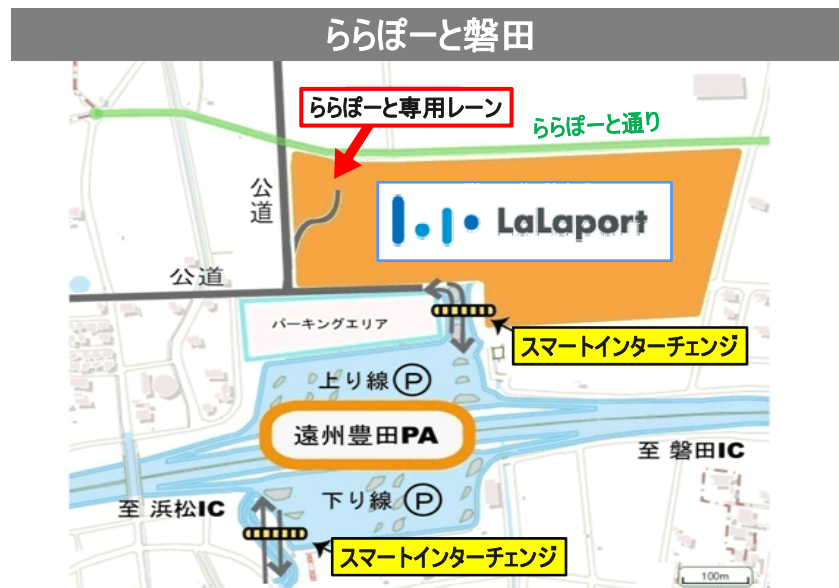 ららぽーと磐田
ららぽーと専用レーン
ららぽーと通り
公道
LaLaport
公道
パーキングエリア
スマートインターチェンジ
上り線 P
遠州豊田PA
至 磐田IC
至 浜松IC
下り線 P
スマートインターチェンジ
100m